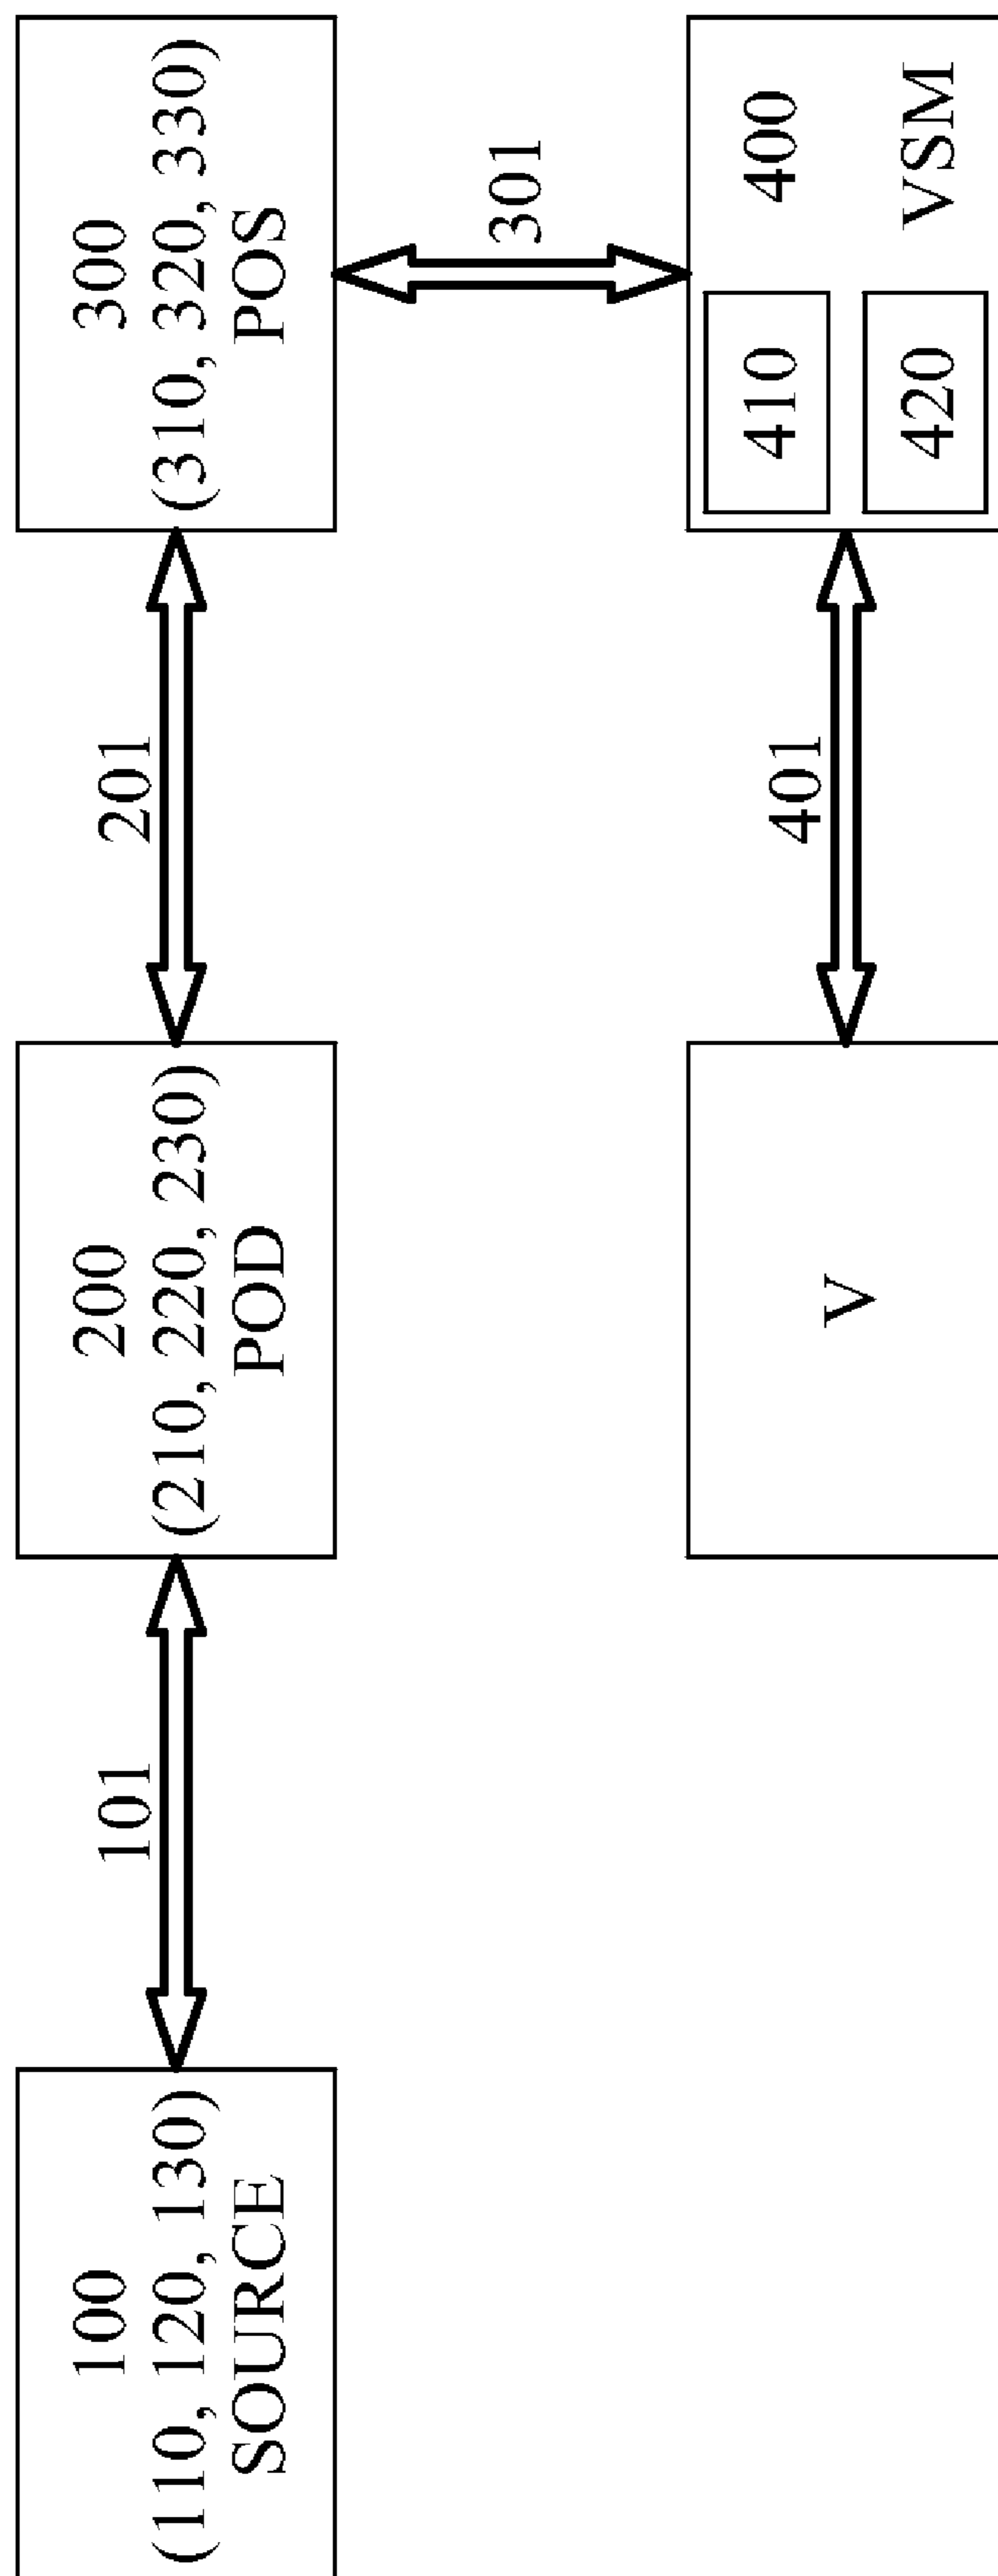 100
(110, 120, 130)
SOURCE
101
200
(210, 220, 230)
POD
201
300
(310, 320, 330)
POS
301
V
401
410
400
420
VSM